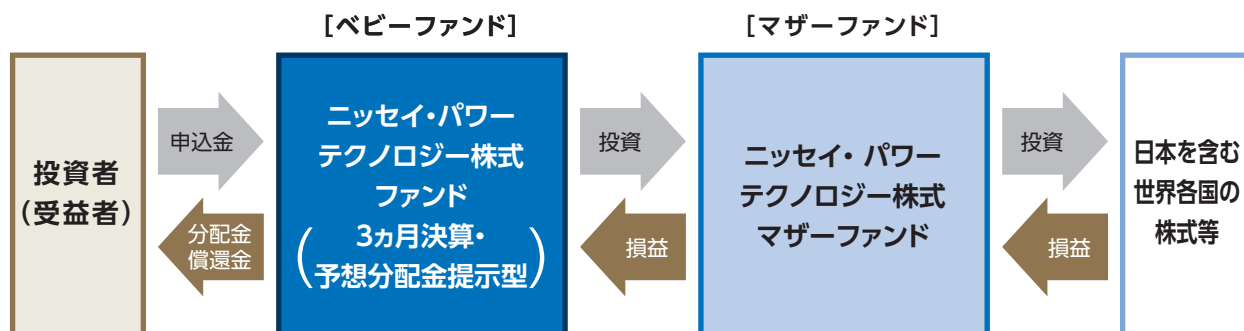 [ベビーファンド]
[マザーファンド]
投資者
(受益者)
申込金
分配金
償還金
ニッセイ・パワー
テクノロジー株式
ファンド
(3ヵ月決算・
予想分配金提示型)
投資
損益
ニッセイ・ パワー
テクノロジー株式
マザーファンド
投資
損益
日本を含む
世界各国の
株式等